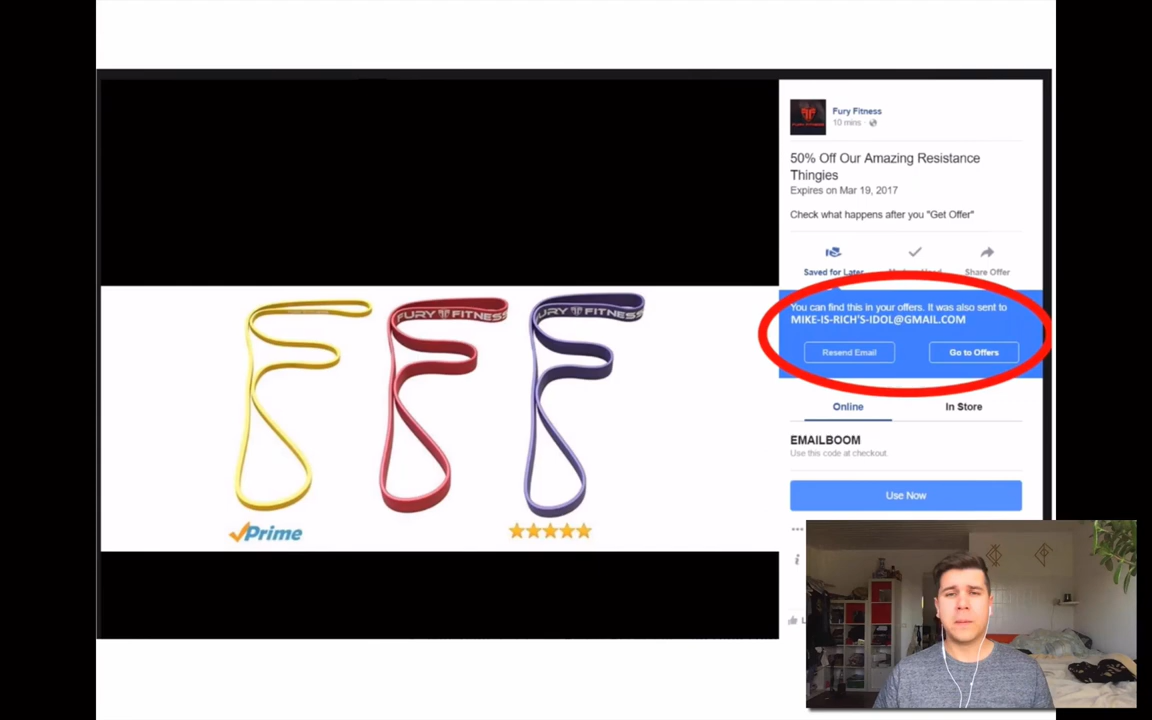 Fury Fitness
10 mins ·
50% Off Our Amazing Resistance
Thingies
Expires on Mar 19, 2017
Check what happens after you "Get Offer"
Saved for Later
Share Offer
You can find this in your offers. It was also sent to
MIKE-IS-RICH'S-IDOL@GMAIL.COM
Resend Email
Go to Offers
Online
In Store
EMAILBOOM
Use this code at checkout.
Use Now
FURY FITNESS
FURY FITNESS
Prime